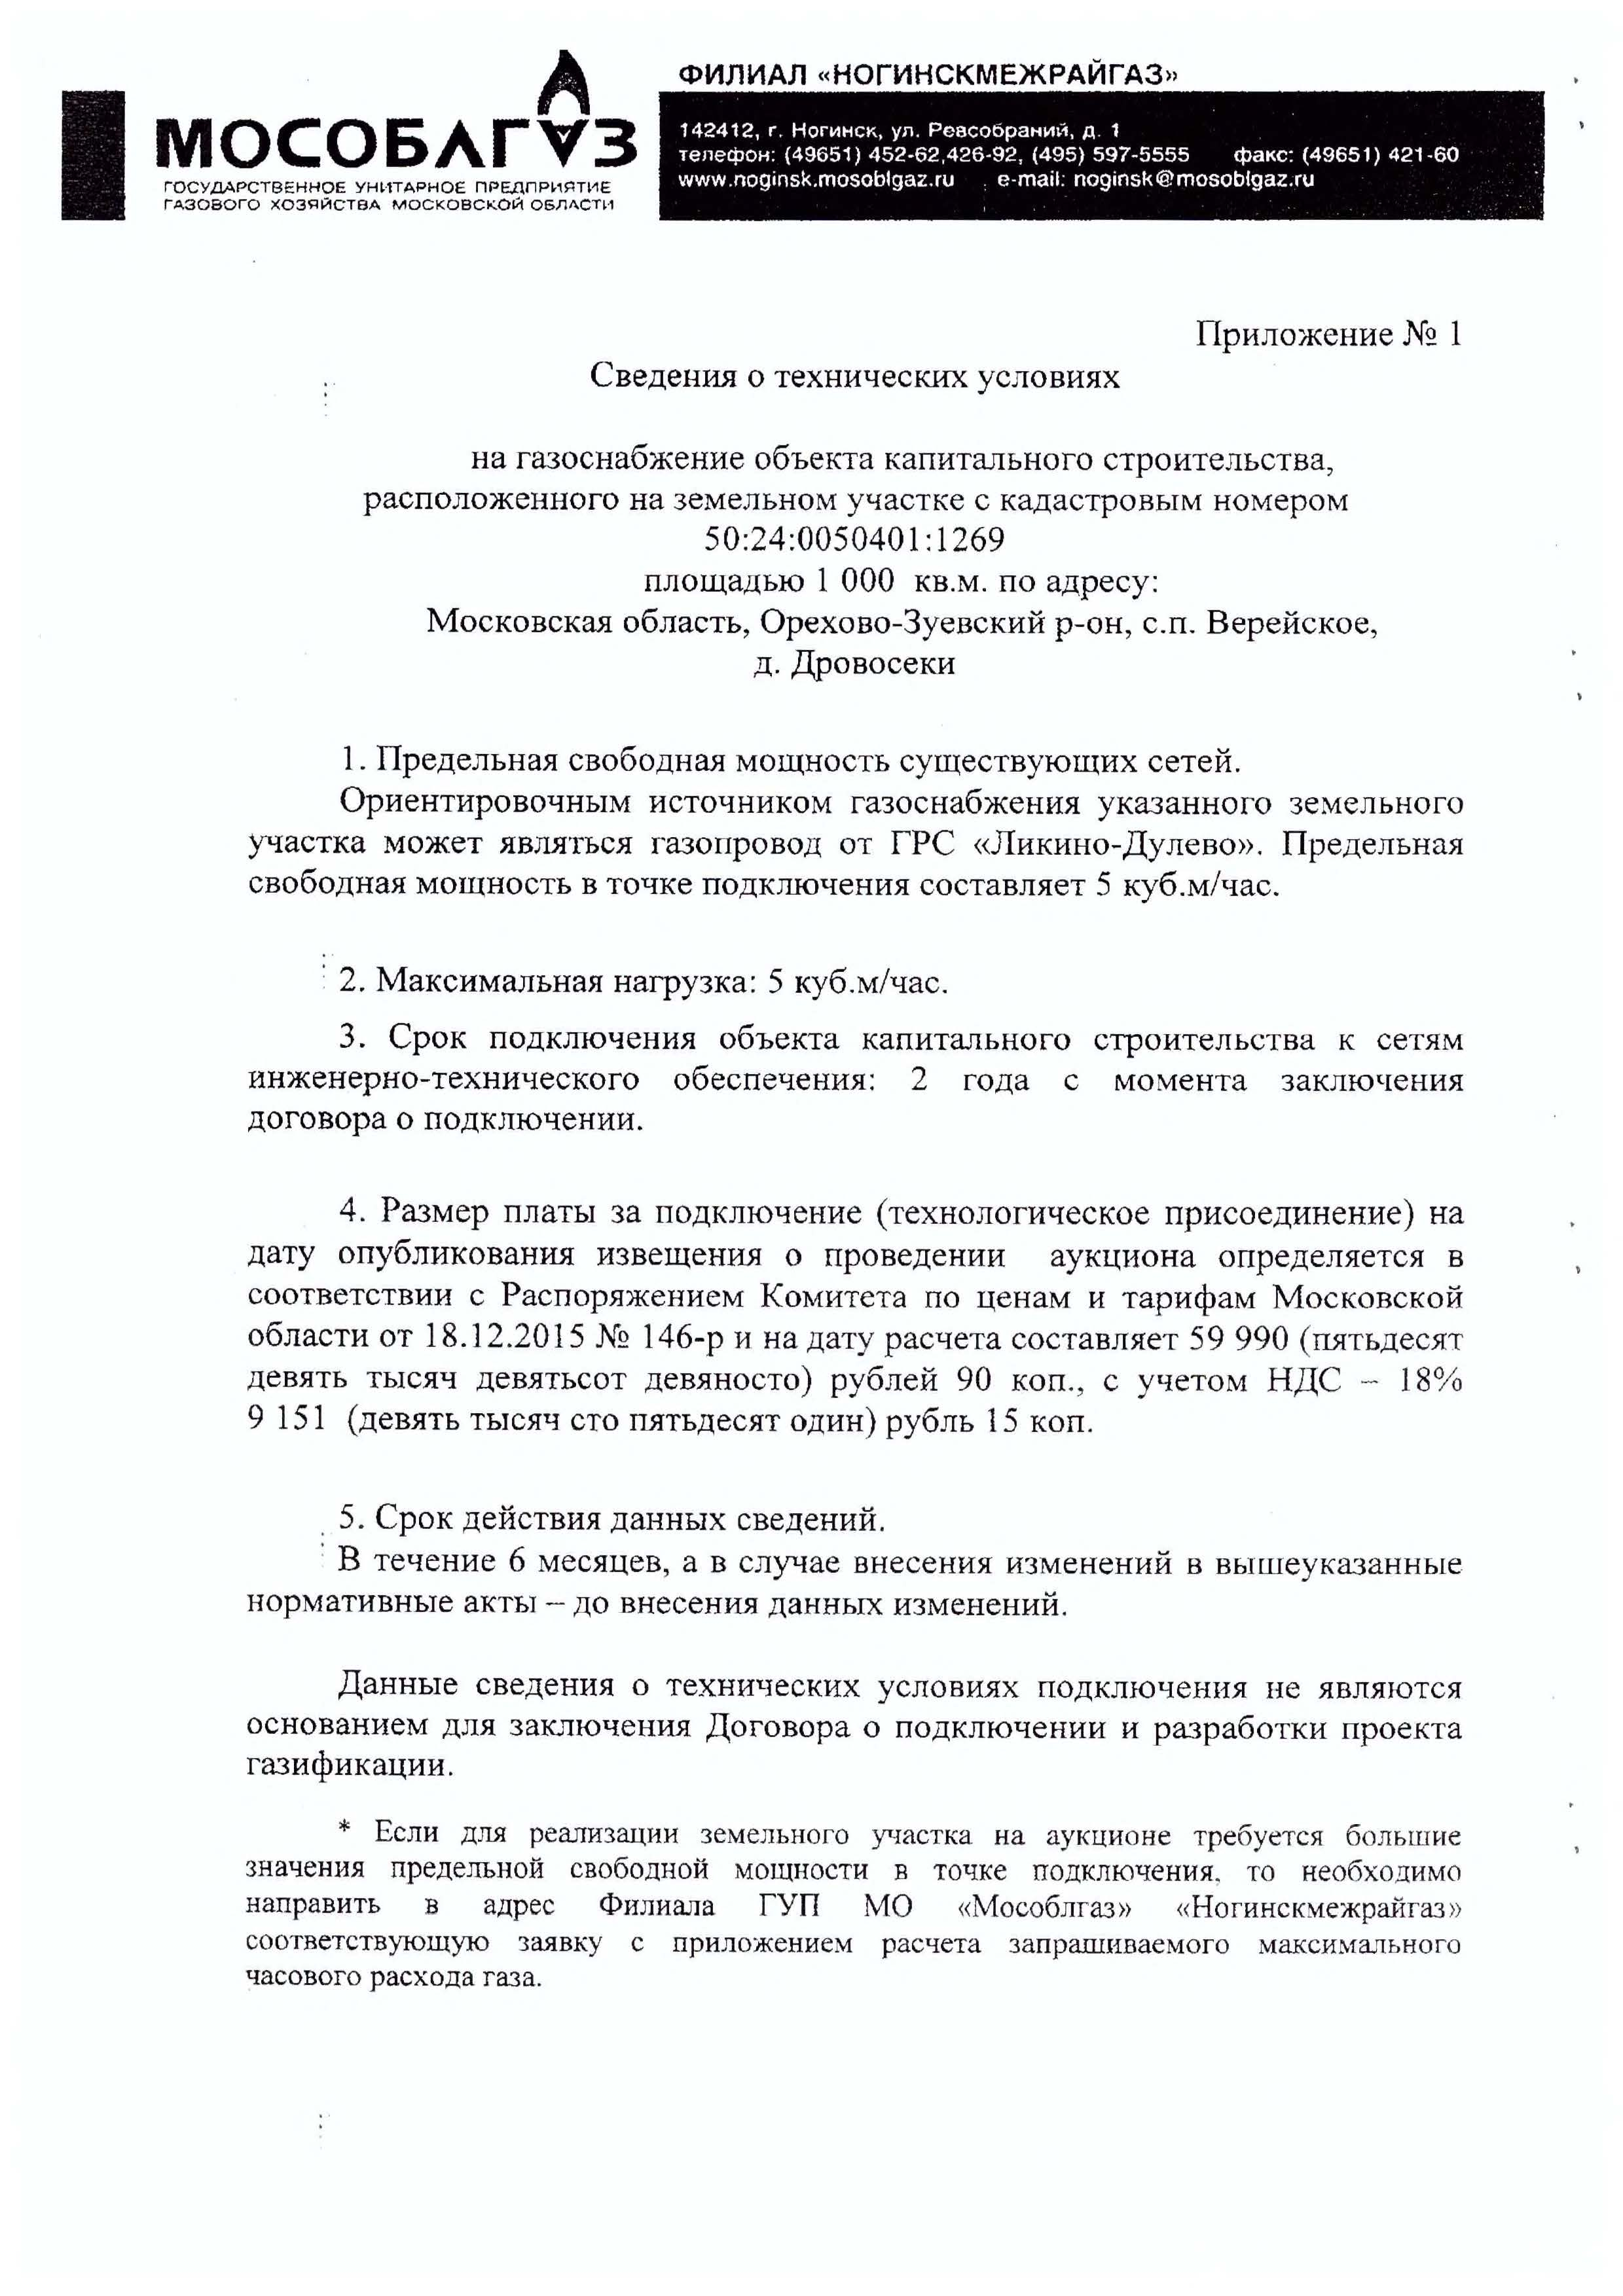 ФИЛИАЛ «НОГИНСКМЕЖРАЙГАЗ»
МОСОБЛГАЗ
ГОСУДАРСТВЕННОЕ УНИТАРНОЕ ПРЕДПРИЯТИЕ
ГАЗОВОГО ХОЗЯЙСТВА МОСКОВСКОЙ ОБЛАСТИ
142412, г. Ногинск, ул. Ревсобраний, д. 1
телефон: (49651) 452-62,426-92, (495) 597-5555 факс: (49651) 421-60
www.noginsk.mosoblgaz.ru e-mail: noginsk@mosoblgaz.ru
Приложение № 1
Сведения о технических условиях
на газоснабжение объекта капитального строительства,
расположенного на земельном участке с кадастровым номером
50:24:0050401:1269
площадью 1 000 кв.м. по адресу:
Московская область, Орехово-Зуевский р-он, с.п. Верейское,
д. Дровосеки
1. Предельная свободная мощность существующих сетей.
Ориентировочным источником газоснабжения указанного земельного
участка может являться газопровод от ГРС «Ликино-Дулево». Предельная
свободная мощность в точке подключения составляет 5 куб.м/час.
2. Максимальная нагрузка: 5 куб.м/час.
3. Срок подключения объекта капитального строительства к сетям
инженерно-технического обеспечения: 2 года с момента заключения
договора о подключении.
4. Размер платы за подключение (технологическое присоединение) на
дату опубликования извещения о проведении аукциона определяется в
соответствии с Распоряжением Комитета по ценам и тарифам Московской
области от 18.12.2015 № 146-р и на дату расчета составляет 59 990 (пятьдесят
девять тысяч девятьсот девяносто) рублей 90 коп., с учетом НДС – 18%
9 151 (девять тысяч сто пятьдесят один) рубль 15 коп.
5. Срок действия данных сведений.
В течение 6 месяцев, а в случае внесения изменений в вышеуказанные
нормативные акты – до внесения данных изменений.
Данные сведения о технических условиях подключения не являются
основанием для заключения Договора о подключении и разработки проекта
газификации.
* Если для реализации земельного участка на аукционе требуется большие
значения предельной свободной мощности в точке подключения, то необходимо
направить в адрес Филиала ГУП МО «Мособлгаз» «Ногинскмежрайгаз»
соответствующую заявку с приложением расчета запрашиваемого максимального
часового расхода газа.